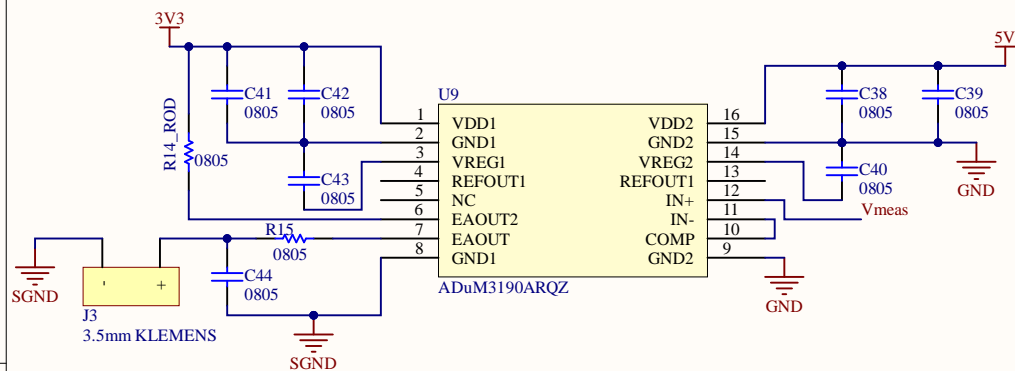 3V3
5V
C41
0805
C42
0805
R14_ROD
0805
C43
0805
U9
1 VDD1 VDD2 16
2 GND1 GND2 15
3 VREG1 VREG2 14
4 REFOUT1 REFOUT1 13
5 NC IN+ 12
6 EAOUT2 IN- 11
7 EAOUT COMP 10
8 GND1 GND2 9
ADuM3190ARQZ
C38
0805
C39
0805
C40
0805
GND
Vmeas
GND
R15
0805
C44
0805
SGND
- +
J3
3.5mm KLEMENS
SGND